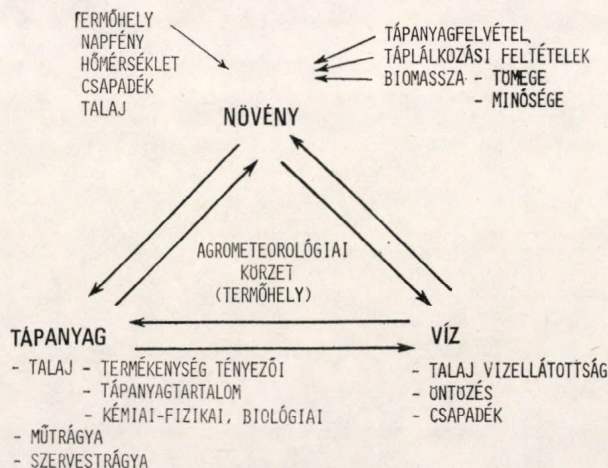 TERMŐHELY
NAPFÉNY
HŐMÉRSÉKLET
CSAPADÉK
TALAJ
TÁPANYAGFELVÉTEL
TÁPLÁLKOZÁSI FELTÉTELEK
BIOMASSZA - TÖMEGE
- MINŐSÉGE
NÖVÉNY
AGROMETEOROLÓGIAI
KÖRZET
(TERMŐHELY)
TÁPANYAG
- TALAJ - TERMÉKENYSÉG TÉNYEZŐI
- TÁPANYAGTARTALOM
- KÉMIAI-FIZIKAI, BIOLÓGIAI
- MŰTRÁGYA
- SZERVESTRÁGYA
VÍZ
- TALAJ VIZELLÁTOTTSÁG
- ÖNTÖZÉS
- CSAPADÉK